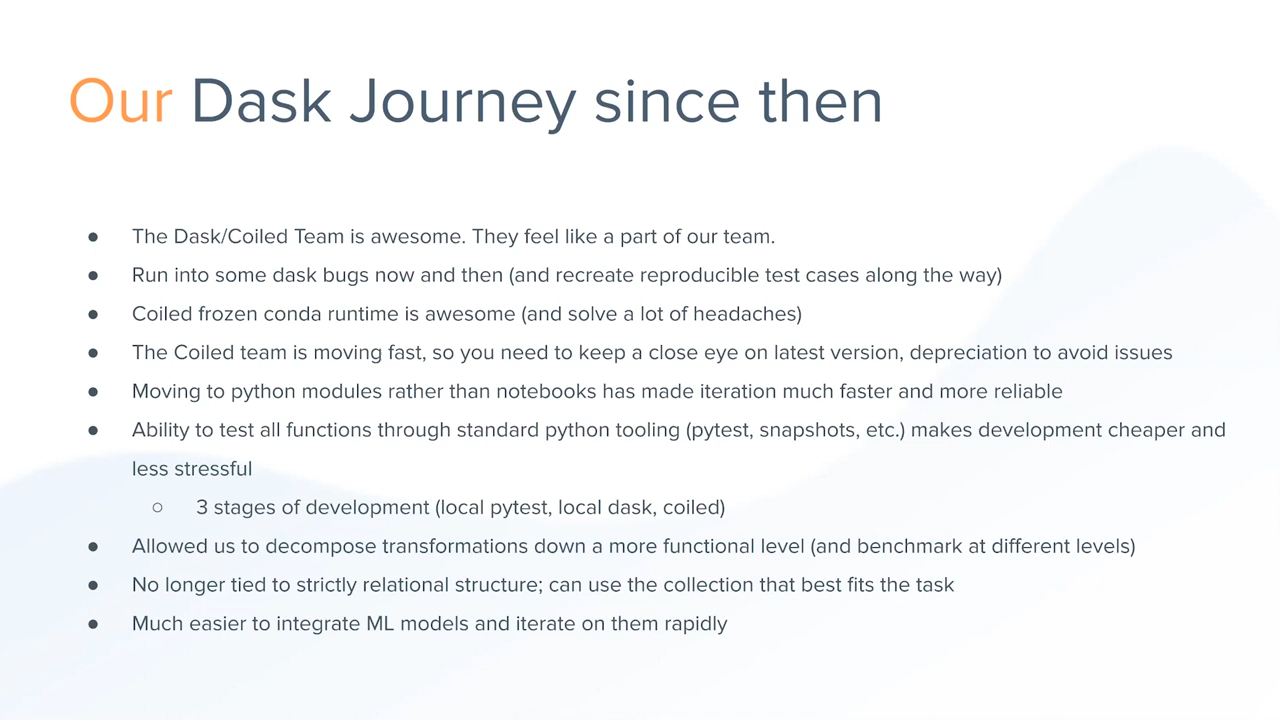 Our Dask Journey since then
● The Dask/Coiled Team is awesome. They feel like a part of our team.
● Run into some dask bugs now and then (and recreate reproducible test cases along the way)
● Coiled frozen conda runtime is awesome (and solve a lot of headaches)
● The Coiled team is moving fast, so you need to keep a close eye on latest version, depreciation to avoid issues
● Moving to python modules rather than notebooks has made iteration much faster and more reliable
● Ability to test all functions through standard python tooling (pytest, snapshots, etc.) makes development cheaper and
less stressful
○ 3 stages of development (local pytest, local dask, coiled)
● Allowed us to decompose transformations down a more functional level (and benchmark at different levels)
● No longer tied to strictly relational structure; can use the collection that best fits the task
● Much easier to integrate ML models and iterate on them rapidly